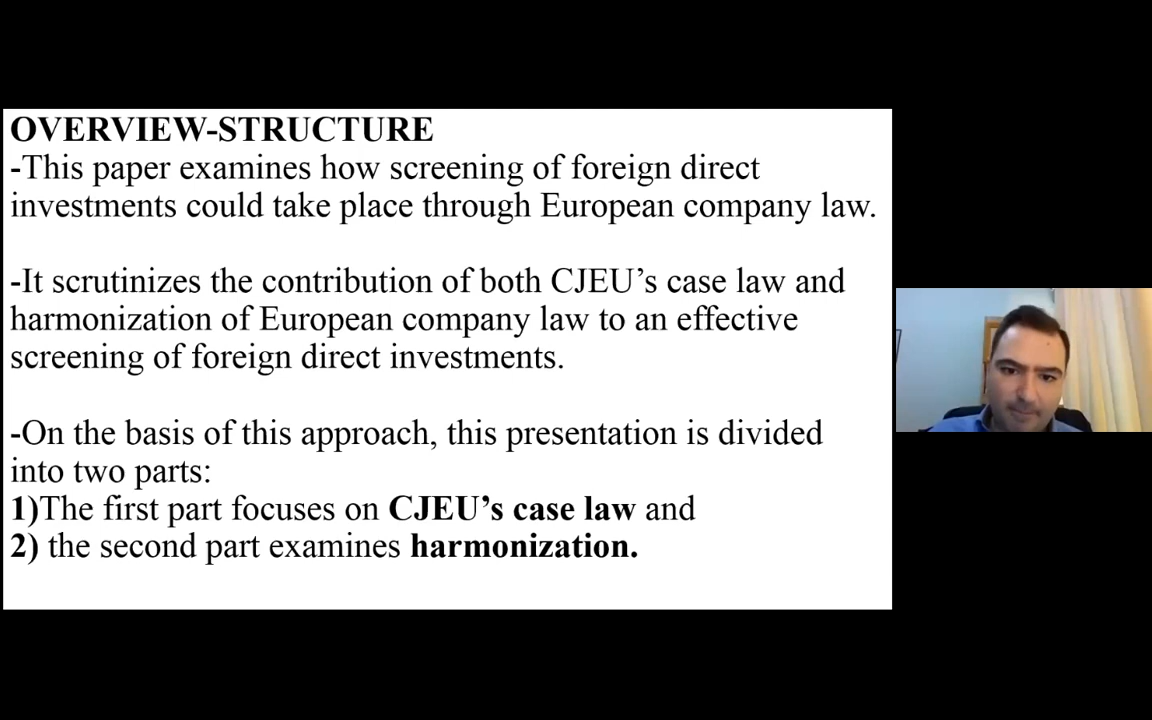 OVERVIEW-STRUCTURE
-This paper examines how screening of foreign direct
investments could take place through European company law.
-It scrutinizes the contribution of both CJEU’s case law and
harmonization of European company law to an effective
screening of foreign direct investments.
-On the basis of this approach, this presentation is divided
into two parts:
1)The first part focuses on CJEU’s case law and
2) the second part examines harmonization.